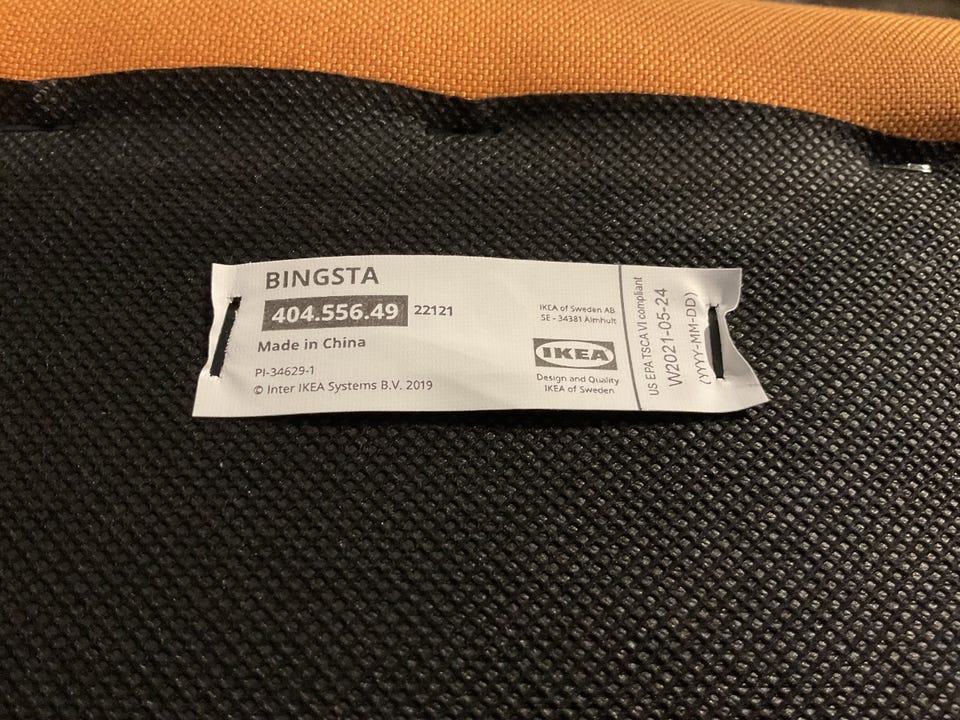 BINGSTA
404.556.49 22121
Made in China
PI-34629-1
© Inter IKEA Systems B.V. 2019
IKEA of Sweden AB
SE - 34381 Älmhult
IKEA
Design and Quality
IKEA of Sweden
US EPA TSCA VI compliant
W2021-05-24
(YYYY-MM-DD)